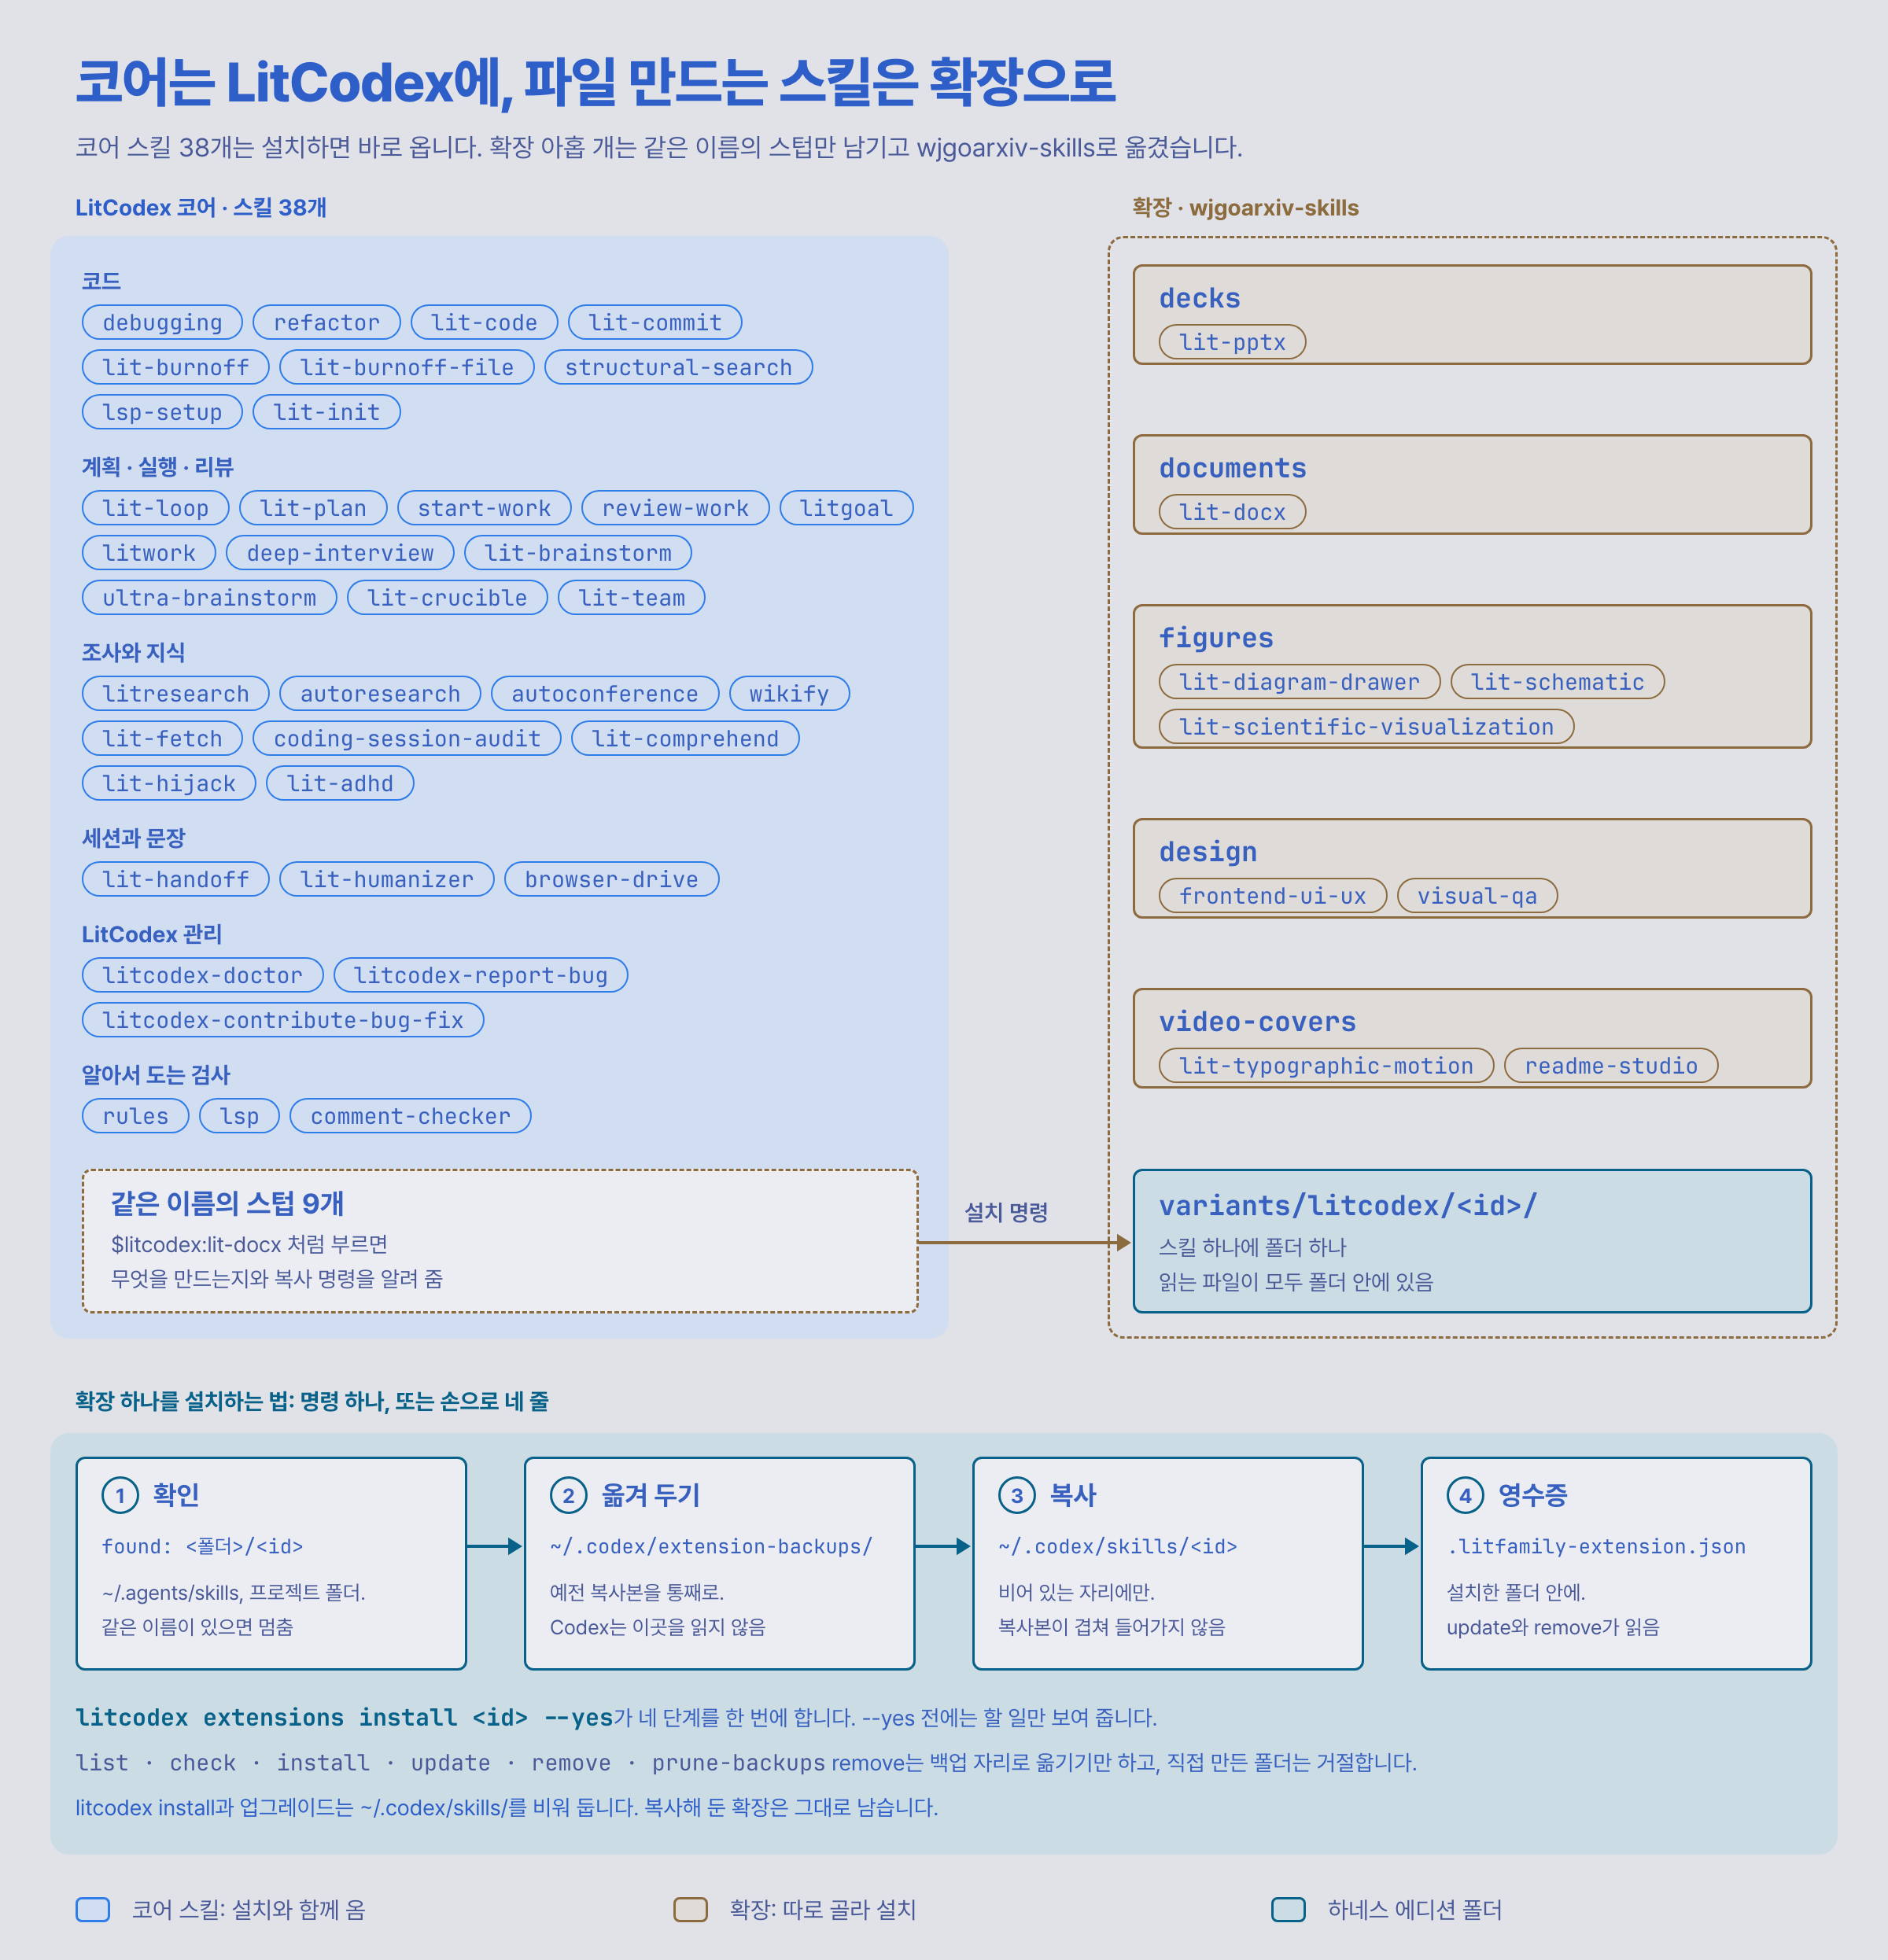 코어는 LitCodex에, 파일 만드는 스킬은 확장으로
코어 스킬 38개는 설치하면 바로 옵니다. 확장 아홉 개는 같은 이름의 스텁만 남기고 wjgoarxiv-skills로 옮겼습니다.
LitCodex 코어 · 스킬 38개
코드
debugging refactor lit-code lit-commit
lit-burnoff lit-burnoff-file structural-search
lsp-setup lit-init
계획 · 실행 · 리뷰
lit-loop lit-plan start-work review-work litgoal
litwork deep-interview lit-brainstorm
ultra-brainstorm lit-crucible lit-team
조사와 지식
litresearch autoresearch autoconference wikify
lit-fetch coding-session-audit lit-comprehend
lit-hijack lit-adhd
세션과 문장
lit-handoff lit-humanizer browser-drive
LitCodex 관리
litcodex-doctor litcodex-report-bug
litcodex-contribute-bug-fix
알아서 도는 검사
rules lsp comment-checker
같은 이름의 스텁 9개
$litcodex:lit-docx 처럼 부르면
무엇을 만드는지와 복사 명령을 알려 줌
설치 명령
확장 · wjgoarxiv-skills
decks
lit-pptx
documents
lit-docx
figures
lit-diagram-drawer lit-schematic
lit-scientific-visualization
design
frontend-ui-ux visual-qa
video-covers
lit-typographic-motion readme-studio
variants/litcodex/<id>/
스킬 하나에 폴더 하나
읽는 파일이 모두 폴더 안에 있음
확장 하나를 설치하는 법: 명령 하나, 또는 손으로 네 줄
1 확인
found: <폴더>/<id>
~/.agents/skills, 프로젝트 폴더.
같은 이름이 있으면 멈춤
2 옮겨 두기
~/.codex/extension-backups/
예전 복사본을 통째로.
Codex는 이곳을 읽지 않음
3 복사
~/.codex/skills/<id>
비어 있는 자리에만.
복사본이 겹쳐 들어가지 않음
4 영수증
.litfamily-extension.json
설치한 폴더 안에.
update와 remove가 읽음
litcodex extensions install <id> --yes가 네 단계를 한 번에 합니다. --yes 전에는 할 일만 보여 줍니다.
list · check · install · update · remove · prune-backups remove는 백업 자리로 옮기기만 하고, 직접 만든 폴더는 거절합니다.
litcodex install과 업그레이드는 ~/.codex/skills/를 비워 둡니다. 복사해 둔 확장은 그대로 남습니다.
코어 스킬: 설치와 함께 옴
확장: 따로 골라 설치
하네스 에디션 폴더